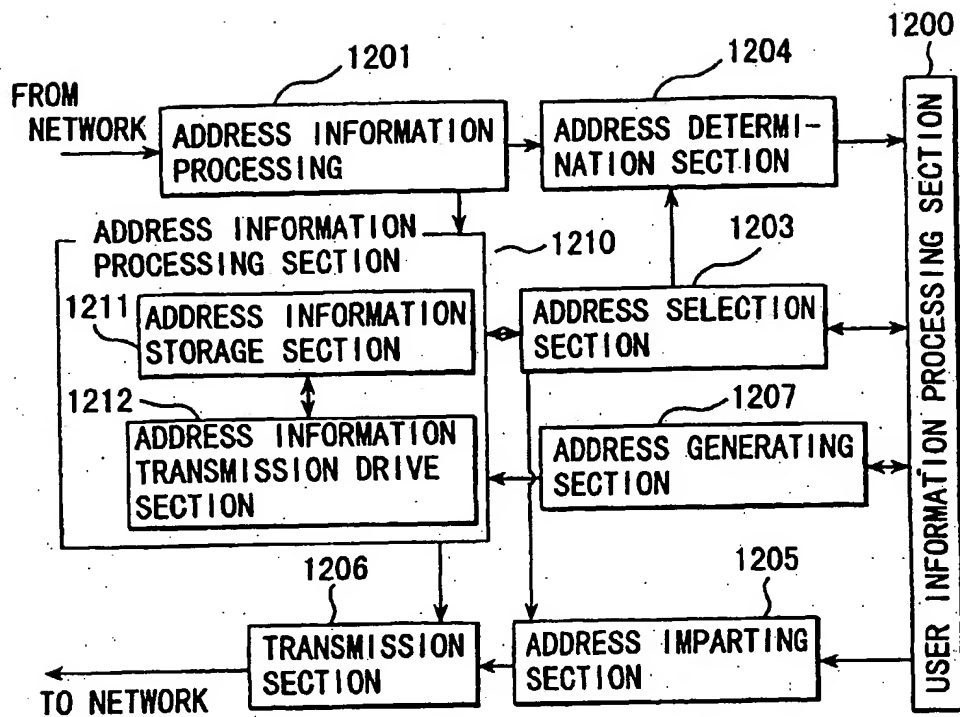 1200
1201
1204
FROM
NETWORK
ADDRESS INFORMATION
PROCESSING
ADDRESS DETERMI-
NATION SECTION
USER INFORMATION PROCESSING SECTION
ADDRESS INFORMATION
PROCESSING SECTION
1210
1203
1211
ADDRESS INFORMATION
STORAGE SECTION
ADDRESS SELECTION
SECTION
1212
1207
ADDRESS INFORMATION
TRANSMISSION DRIVE
SECTION
ADDRESS GENERATING
SECTION
1206
1205
TRANSMISSION
SECTION
ADDRESS IMPARTING
SECTION
TO NETWORK